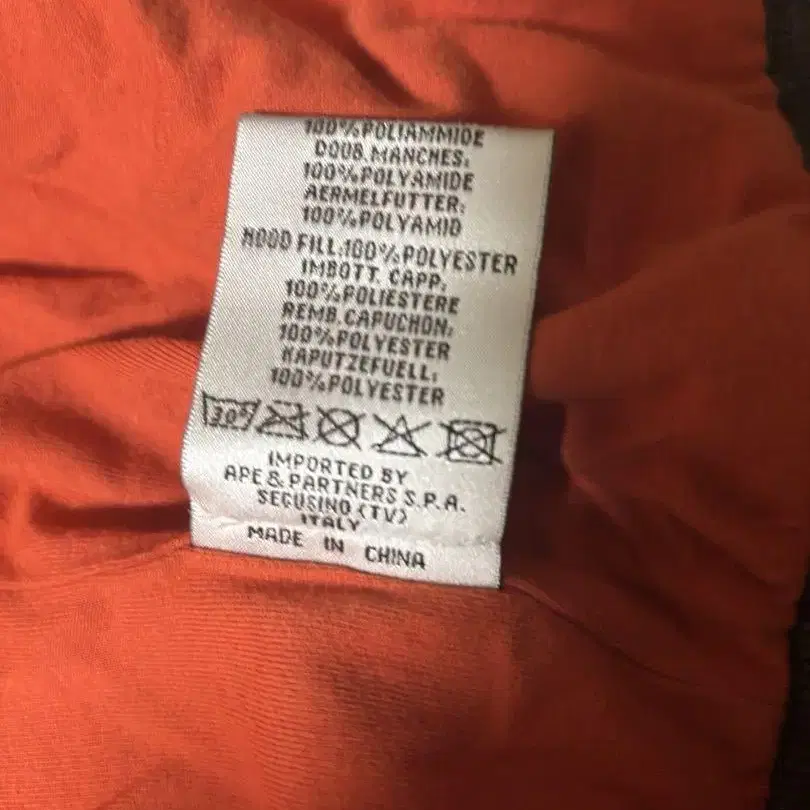 100%POLIAMMIDE
DOUB.MANCHES:
100%POLYAMIDE
AERMELFUTTER:
100%POLYAMID
HOOD FILL:100%POLYESTER
IMBOTT. CAPP.
100%POLIESTERE
REMB.CAPUCHON:
100%POLYESTER
KAPUTZEFUELL:
100%POLYESTER
30°
IMPORTED BY
APE & PARTNERS S.P.A.
SEGUSINO (TV)
ITALY
MADE IN CHINA